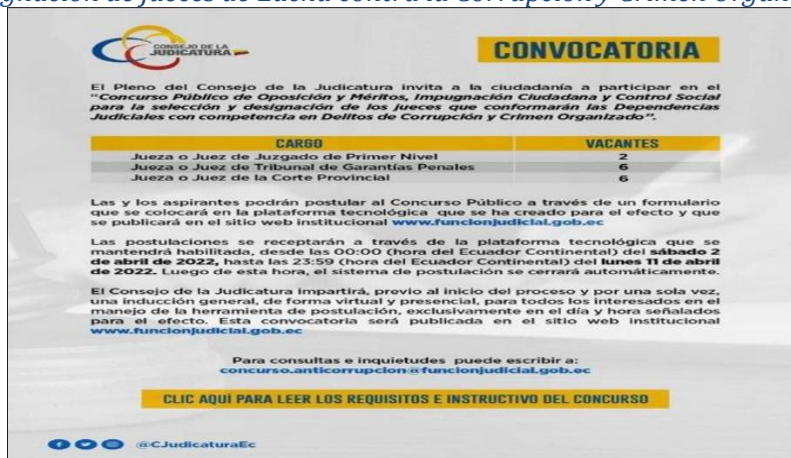 gnación de Jueces de Lucha contra la Corrupción y Crimen Organ
CONSEJO DE LA
JUDICATURA
CONVOCATORIA
El Pleno del Consejo de la Judicatura invita a la ciudadanía a participar en el
“Concurso Público de Oposición y Méritos, Impugnación Ciudadana y Control Social
para la selección y designación de los jueces que conformarán las Dependencias
Judiciales con competencia en Delitos de Corrupción y Crimen Organizado”.
CARGO VACANTES
Jueza o Juez de Juzgado de Primer Nivel 2
Jueza o Juez de Tribunal de Garantías Penales 6
Jueza o Juez de la Corte Provincial 6
Las y los aspirantes podrán postular al Concurso Público a través de un formulario
que se colocará en la plataforma tecnológica que se ha creado para el efecto y que
se publicará en el sitio web institucional www.funcionjudicial.gob.ec
Las postulaciones se receptarán a través de la plataforma tecnológica que se
mantendrá habilitada, desde las 00:00 (hora del Ecuador Continental) del sábado 2
de abril de 2022, hasta las 23:59 (hora del Ecuador Continental) del lunes 11 de abril
de 2022. Luego de esta hora, el sistema de postulación se cerrará automáticamente.
El Consejo de la Judicatura impartirá, previo al inicio del proceso y por una sola vez,
una inducción general, de forma virtual y presencial, para todos los interesados en el
manejo de la herramienta de postulación, exclusivamente en el día y hora señalados
para el efecto. Esta convocatoria será publicada en el sitio web institucional
www.funcionjudicial.gob.ec
Para consultas e inquietudes puede escribir a:
concurso.anticorrupcion@funcionjudicial.gob.ec
CLIC AQUÍ PARA LEER LOS REQUISITOS E INSTRUCTIVO DEL CONCURSO
@CJudicaturaEc